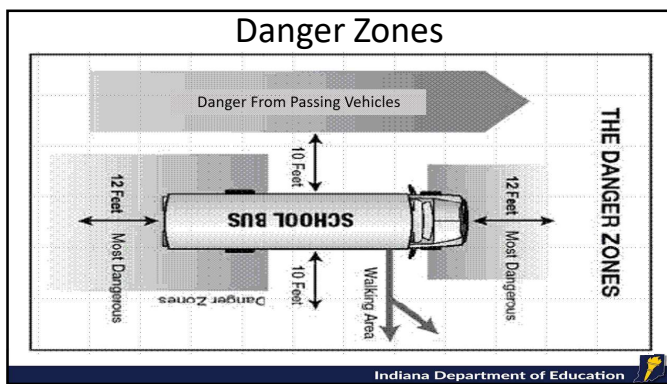 Danger Zones
Danger From Passing Vehicles
THE DANGER ZONES
10 Feet
12 Feet
Most Dangerous
SCHOOL BUS
12 Feet
Most Dangerous
10 Feet
Danger Zones
Walking Area
Indiana Department of Education